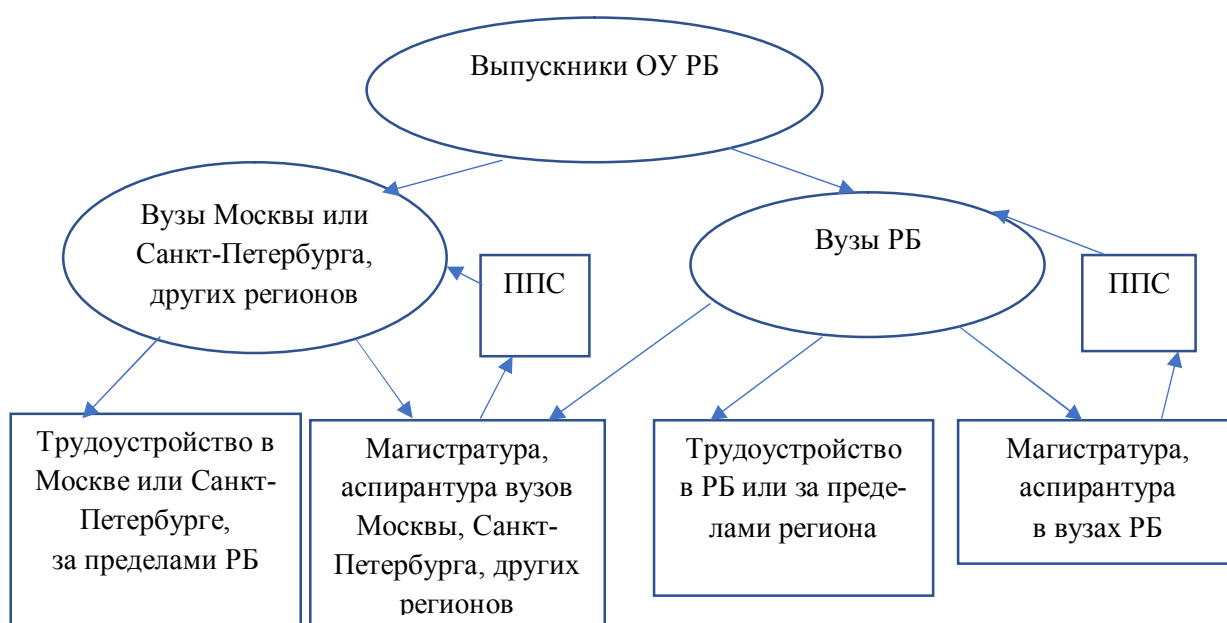 Выпускники ОУ РБ
Вузы Москвы или
Санкт-Петербурга,
других регионов
ППС
Вузы РБ
ППС
Трудоустройство в
Москве или Санкт-
Петербурге,
за пределами РБ
Магистратура,
аспирантура вузов
Москвы, Санкт-
Петербурга, других
регионов
Трудоустройство
в РБ или за преде-
лами региона
Магистратура,
аспирантура
в вузах РБ